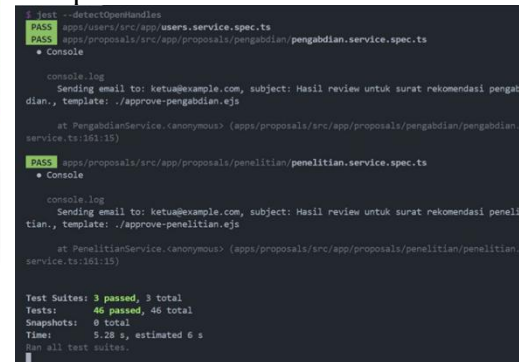 $ jest --detectOpenHandles
PASS apps/users/src/app/users.service.spec.ts
PASS apps/proposals/src/app/proposals/pengabdian/pengabdian.service.spec.ts
● Console
console.log
Sending email to: ketua@example.com, subject: Hasil review untuk surat rekomendasi pengab
dian., template: ./approve-pengabdian.ejs
at PengabdianService.<anonymous> (apps/proposals/src/app/proposals/pengabdian/pengabdian.
service.ts:161:15)
PASS apps/proposals/src/app/proposals/penelitian/penelitian.service.spec.ts
● Console
console.log
Sending email to: ketua@example.com, subject: Hasil review untuk surat rekomendasi peneli
tian., template: ./approve-penelitian.ejs
at PenelitianService.<anonymous> (apps/proposals/src/app/proposals/penelitian/penelitian.
service.ts:161:15)
Test Suites: 3 passed, 3 total
Tests: 46 passed, 46 total
Snapshots: 0 total
Time: 5.28 s, estimated 6 s
Ran all test suites.